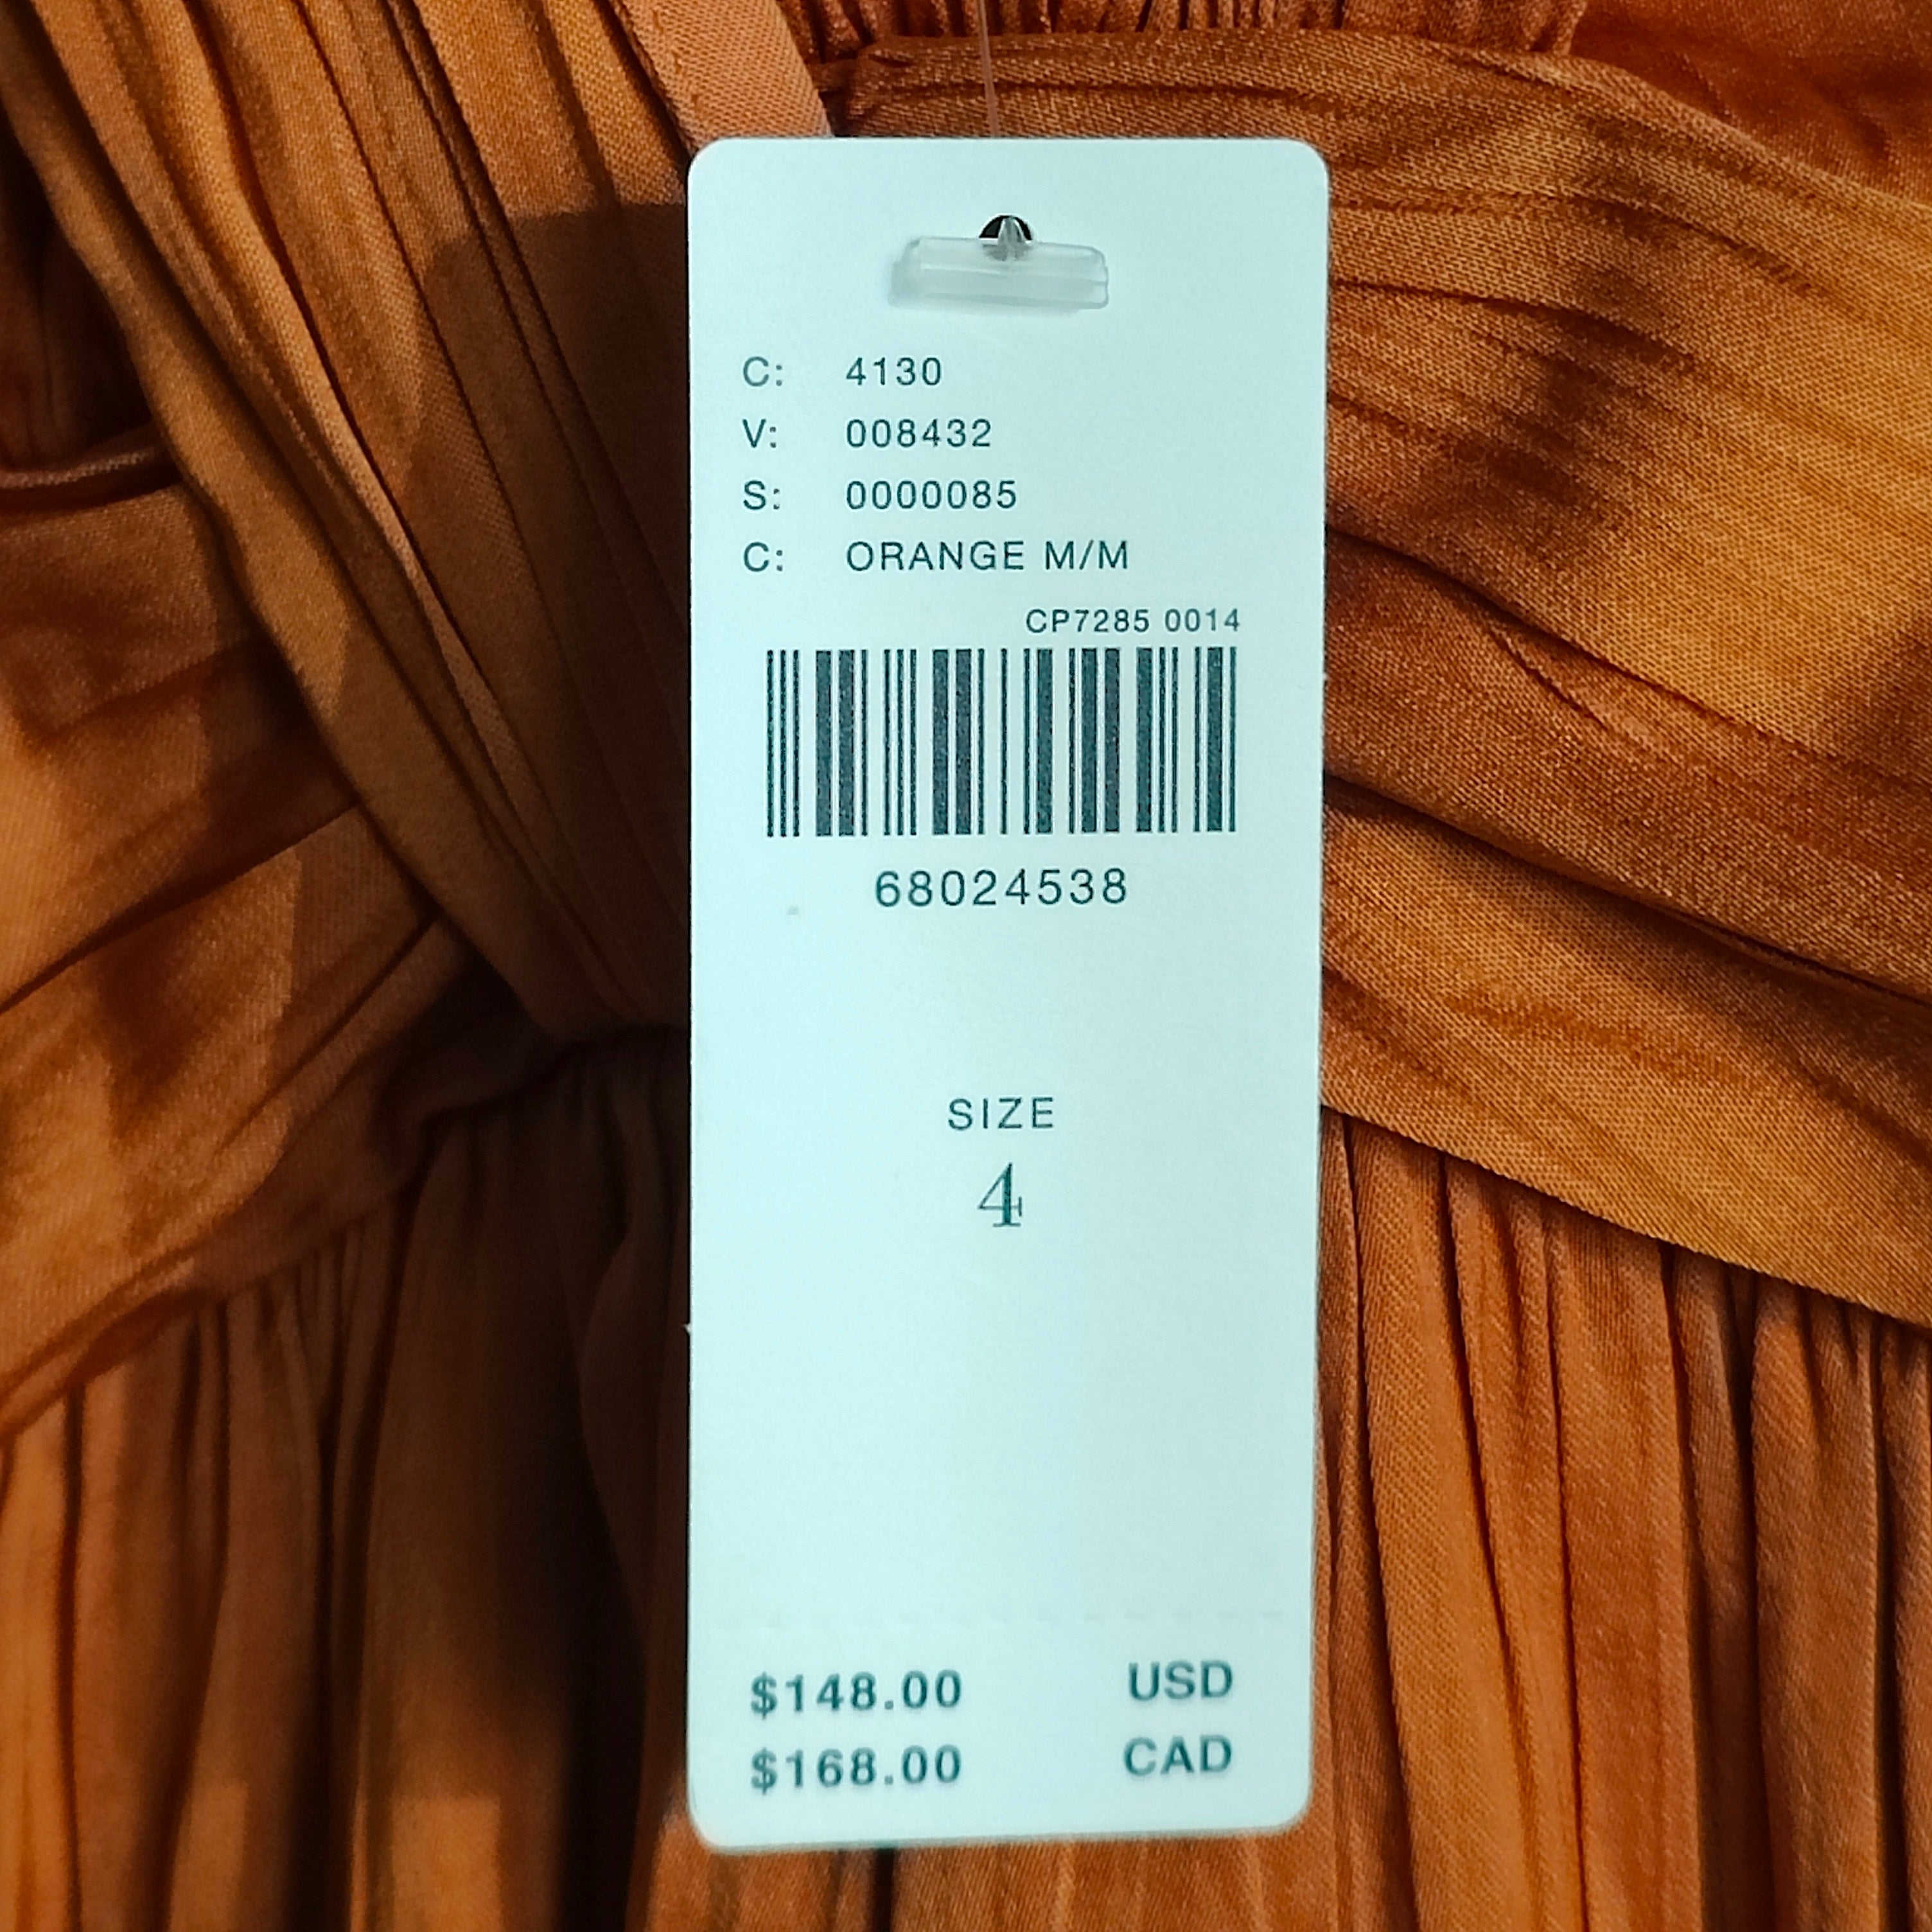 C: 4130
V: 008432
S: 0000085
C: ORANGE M/M
CP7285 0014
68024538
SIZE
4
$148.00 USD
$168.00 CAD